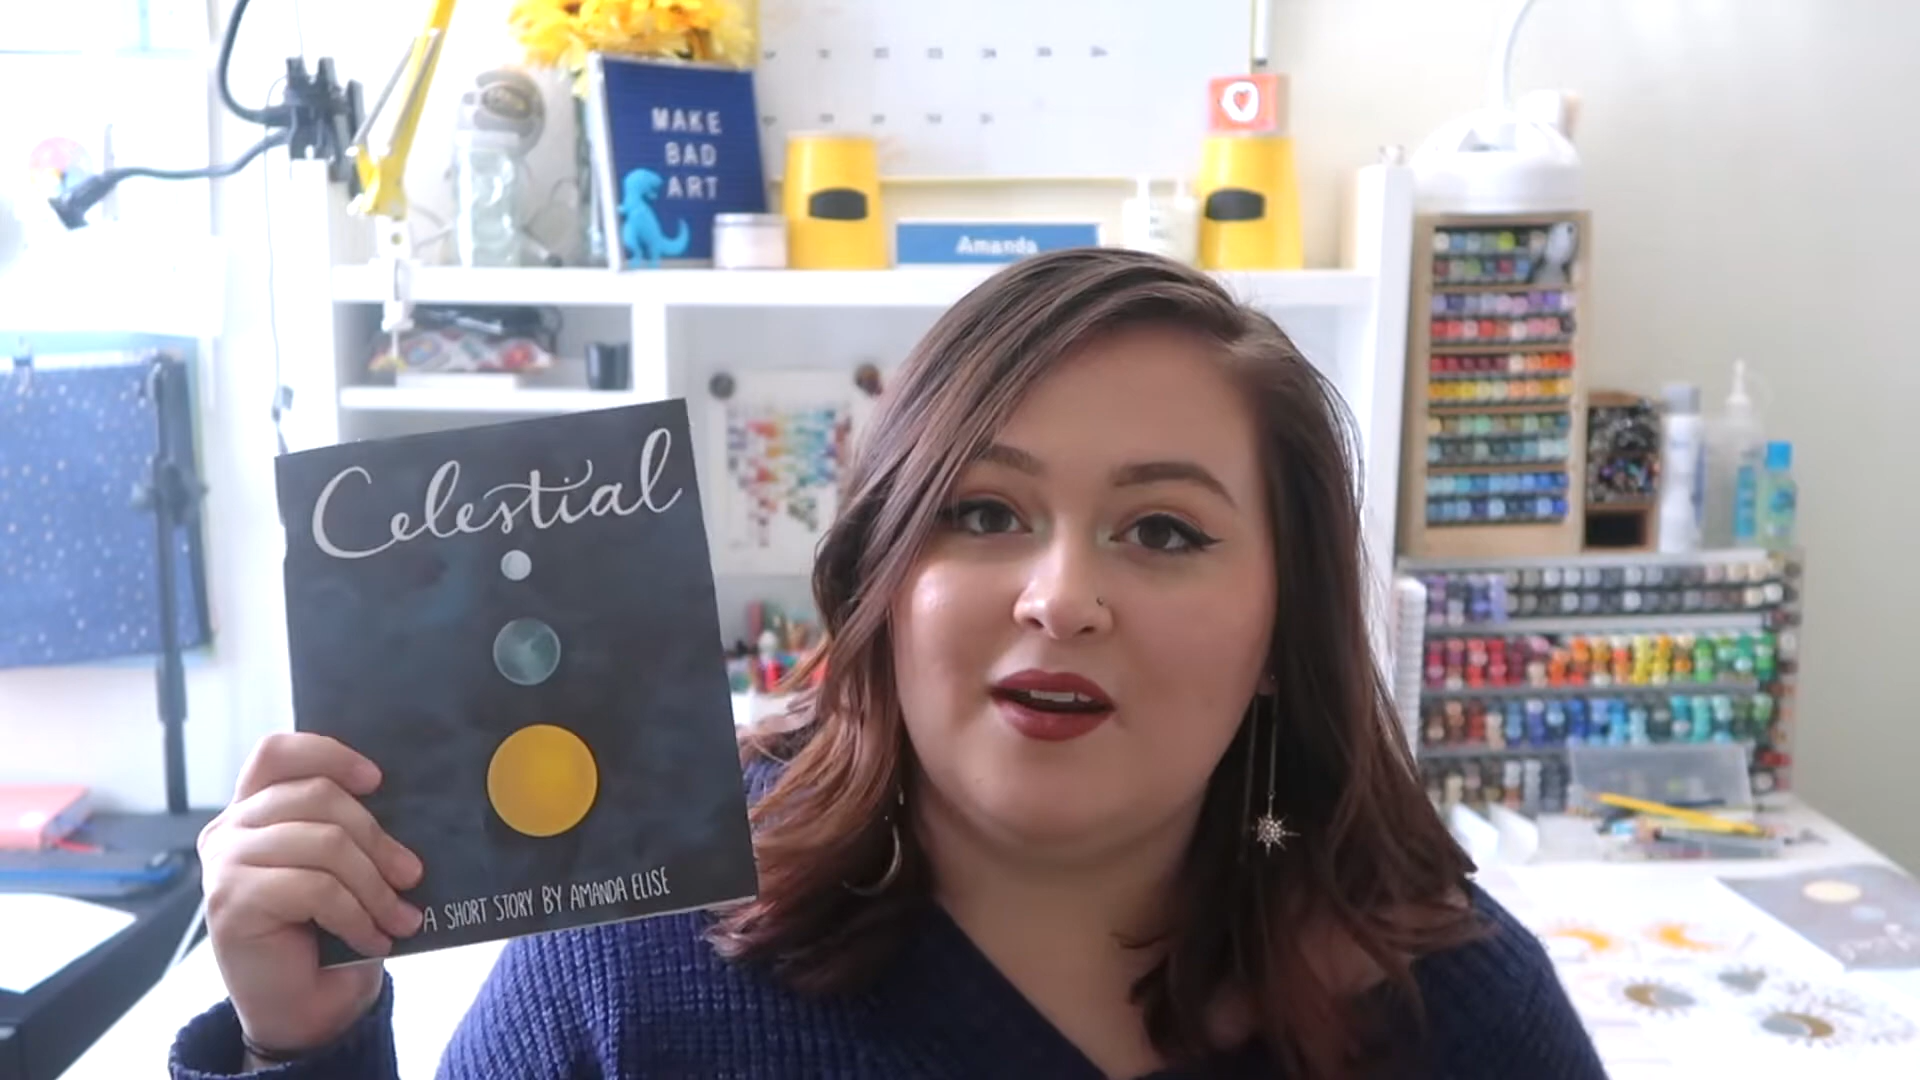 MAKE
BAD
ART
Amanda
Celestial
A SHORT STORY BY AMANDA ELISE